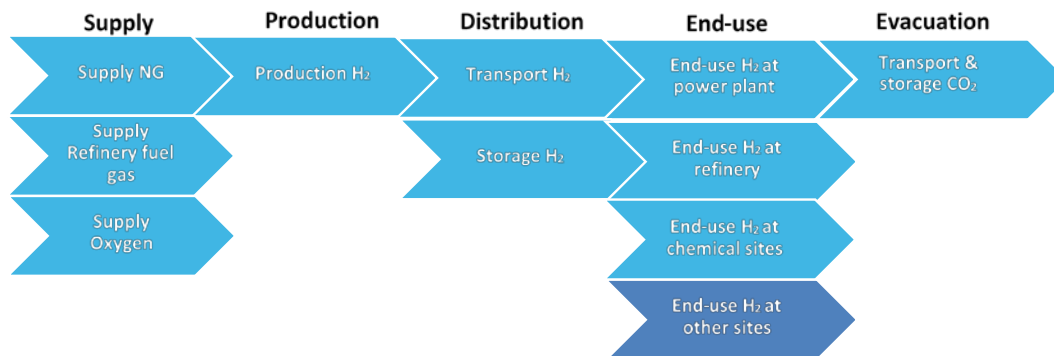 Supply
Production
Distribution
End-use
Evacuation
Supply NG
Production H₂
Transport H₂
End-use H₂ at
power plant
Transport &
storage CO₂
Supply
Refinery fuel
gas
Storage H₂
End-use H₂ at
refinery
Supply
Oxygen
End-use H₂ at
chemical sites
End-use H₂ at
other sites